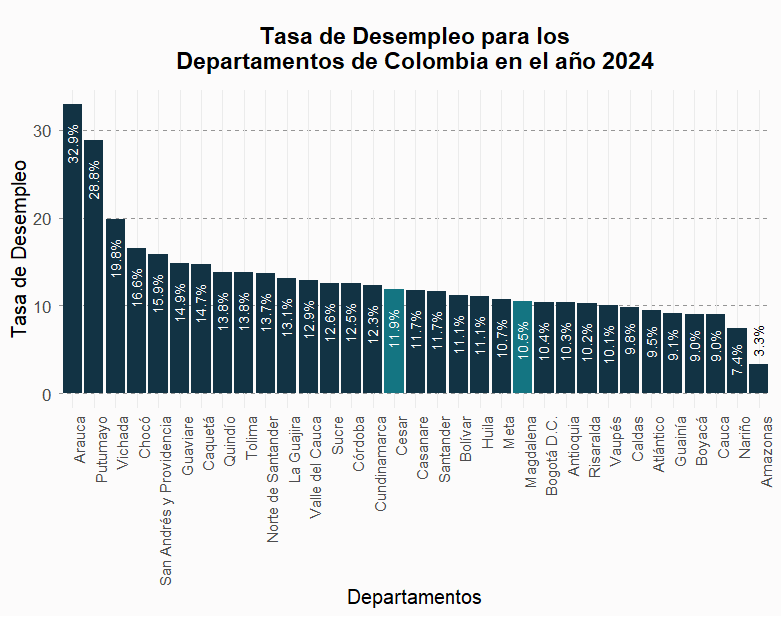 Tasa de Desempleo para los
Departamentos de Colombia en el año 2024
Tasa de Desempleo
30
20
10
0
32.9%
28.8%
19.8%
16.6%
15.9%
14.9%
14.7%
13.8%
13.8%
13.7%
13.1%
12.9%
12.6%
12.5%
12.3%
11.9%
11.7%
11.7%
11.1%
11.1%
10.7%
10.5%
10.4%
10.3%
10.2%
10.1%
9.8%
9.5%
9.1%
9.0%
9.0%
7.4%
3.3%
Arauca
Putumayo
Vichada
Chocó
San Andrés y Providencia
Guaviare
Caquetá
Quindío
Tolima
Norte de Santander
La Guajira
Valle del Cauca
Sucre
Córdoba
Cundinamarca
Cesar
Casanare
Santander
Bolívar
Huila
Meta
Magdalena
Bogotá D.C.
Antioquia
Risaralda
Vaupés
Caldas
Atlántico
Guainía
Boyacá
Cauca
Nariño
Amazonas
Departamentos